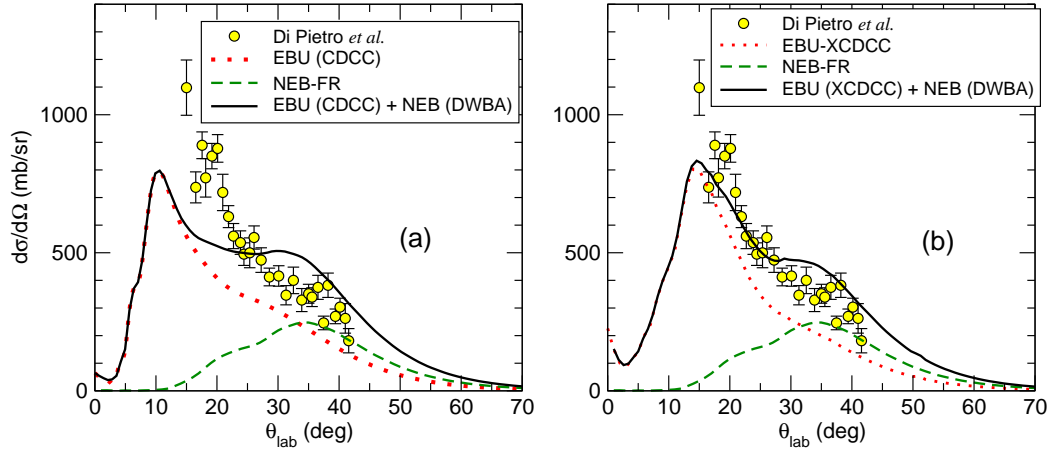 Di Pietro et al.
EBU (CDCC)
NEB-FR
EBU (CDCC) + NEB (DWBA)
(a)
dσ/dΩ (mb/sr)
1000
500
0
0 10 20 30 40 50 60 70
θlab (deg)
Di Pietro et al.
EBU-XCDCC
NEB-FR
EBU (XCDCC) + NEB (DWBA)
(b)
1000
500
0
0 10 20 30 40 50 60 70
θlab (deg)